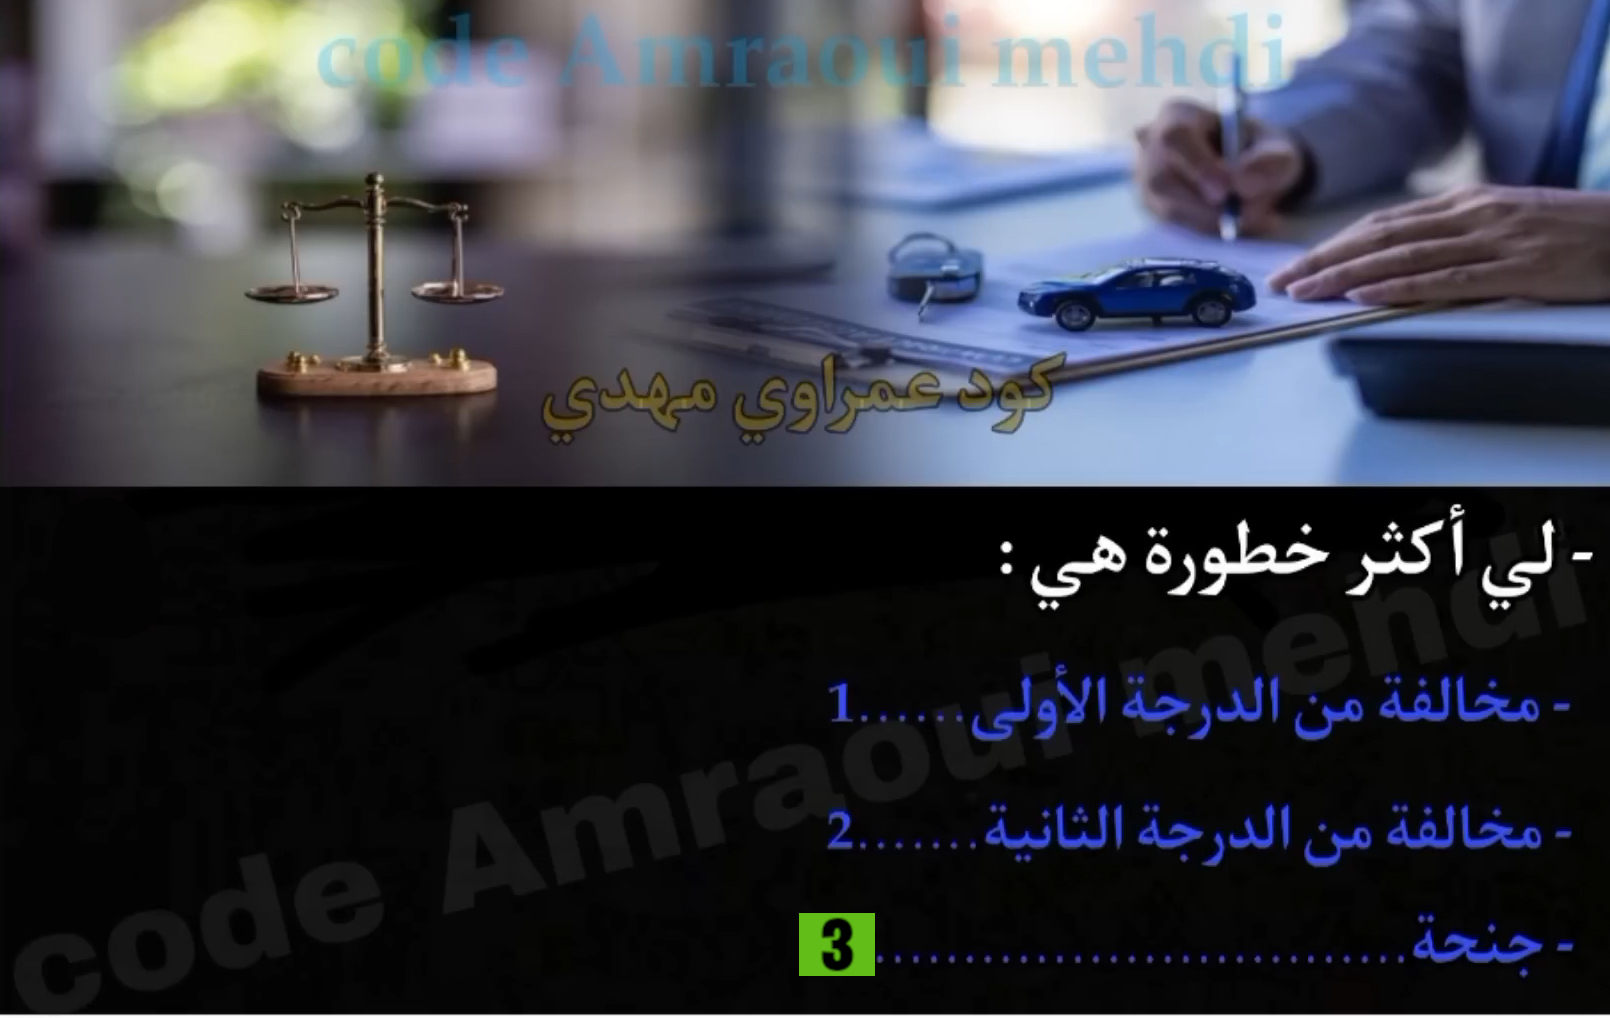 code Amraoui mehdi
كود عمراوي مهدي
- لي أكثر خطورة هي :
- مخالفة من الدرجة الأولى......1
- مخالفة من الدرجة الثانية.......2
- جنحة..............................3
code Amraoui mehdi